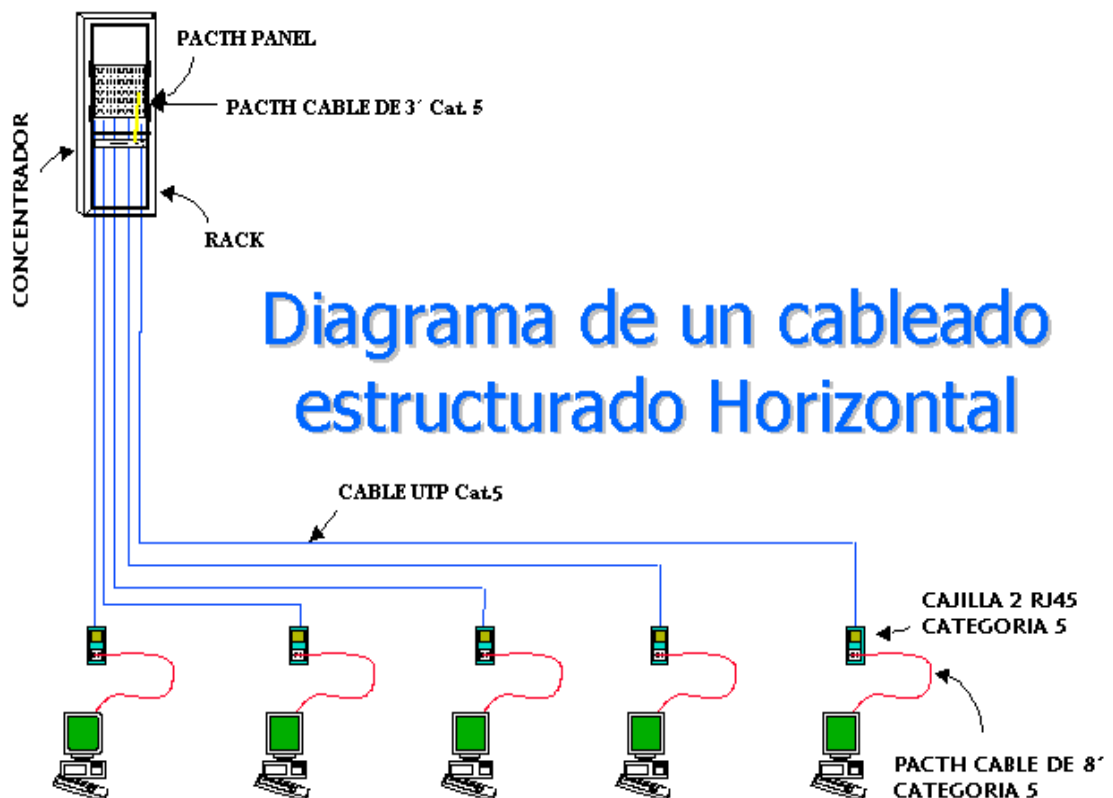 PACTH PANEL
PACTH CABLE DE 3´ Cat. 5
CONCENTRADOR
RACK
Diagrama de un cableado
estructurado Horizontal
CABLE UTP Cat.5
CAJILLA 2 RJ45
CATEGORIA 5
PACTH CABLE DE 8´
CATEGORIA 5